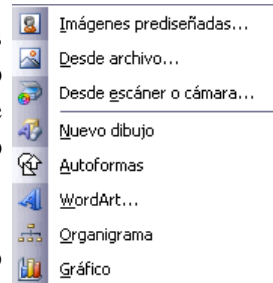 Imágenes prediseñadas...
Desde archivo...
Desde escáner o cámara...
Nuevo dibujo
Autoformas
WordArt...
Organigrama
Gráfico